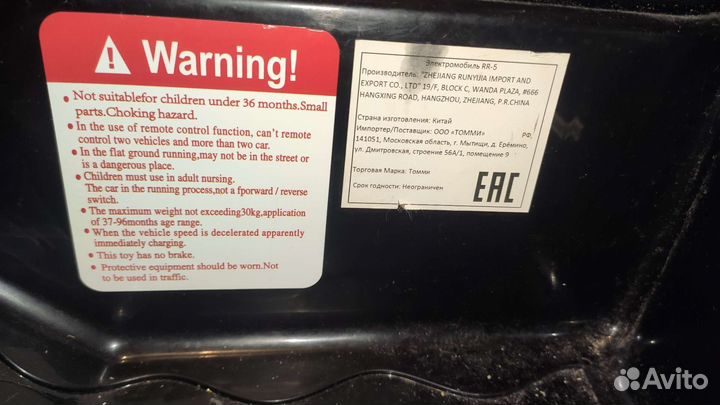 Warning!
Not suitablefor children under 36 months.Small
parts.Choking hazard.
In the use of remote control function, can't remote
control two vehicles and more than two car.
In the flat ground running,may not be in the street or
is a dangerous place.
Children must use in adult nursing.
The car in the running process,not a fporward / reverse
switch.
The maximum weight not exceeding30kg,application
of 37-96months age range.
When the vehicle speed is decelerated apparently
immediately charging.
This toy has no brake.
Protective equipment should be worn.Not
to be used in traffic.
Электромобиль RR-5
Производитель: "ZHEJIANG RUNYIJIA IMPORT AND
EXPORT CO., LTD" 19/F, BLOCK C, WANDA PLAZA, #666
HANGXING ROAD, HANGZHOU, ZHEJIANG, P.R.CHINA
Страна изготовления: Китай
Импортер/Поставщик: ООО «ТОММИ» РФ,
141051, Московская область, г. Мытищи, д. Ерёмино,
ул. Дмитровская, строение 56А/1, помещение 9
Торговая Марка: Томми
Срок годности: Неограничен
EAC
Avito